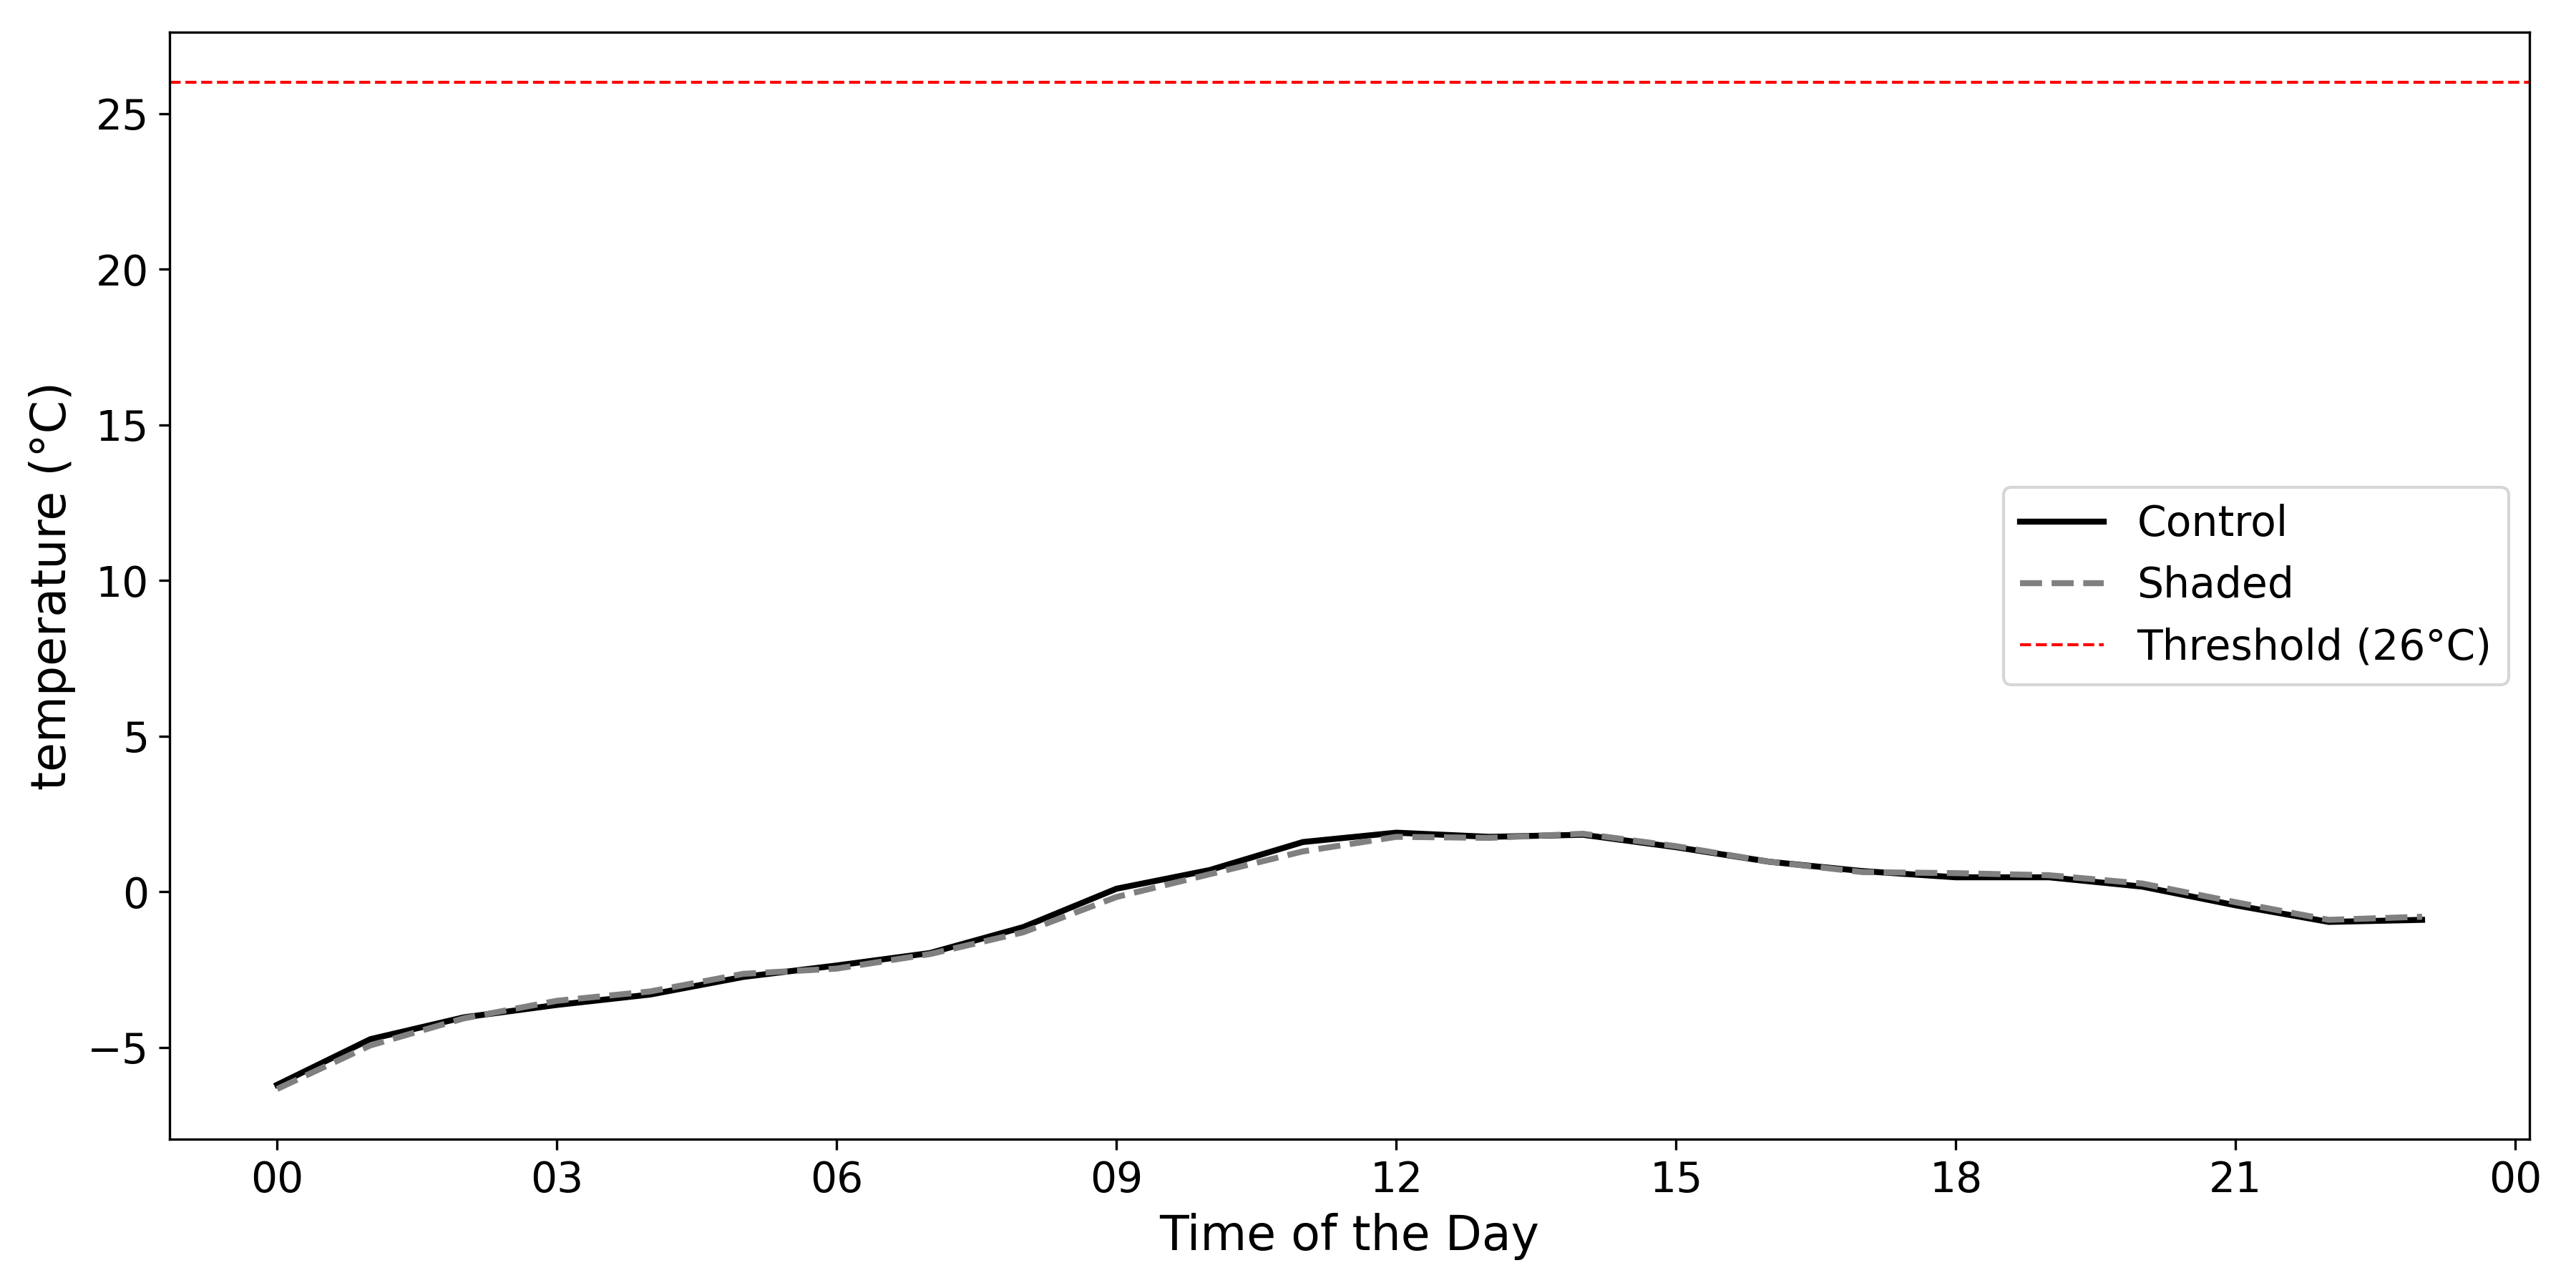 25
20
15
10
5
0
−5
temperature (°C)
Control
Shaded
Threshold (26°C)
00 03 06 09 12 15 18 21 00
Time of the Day